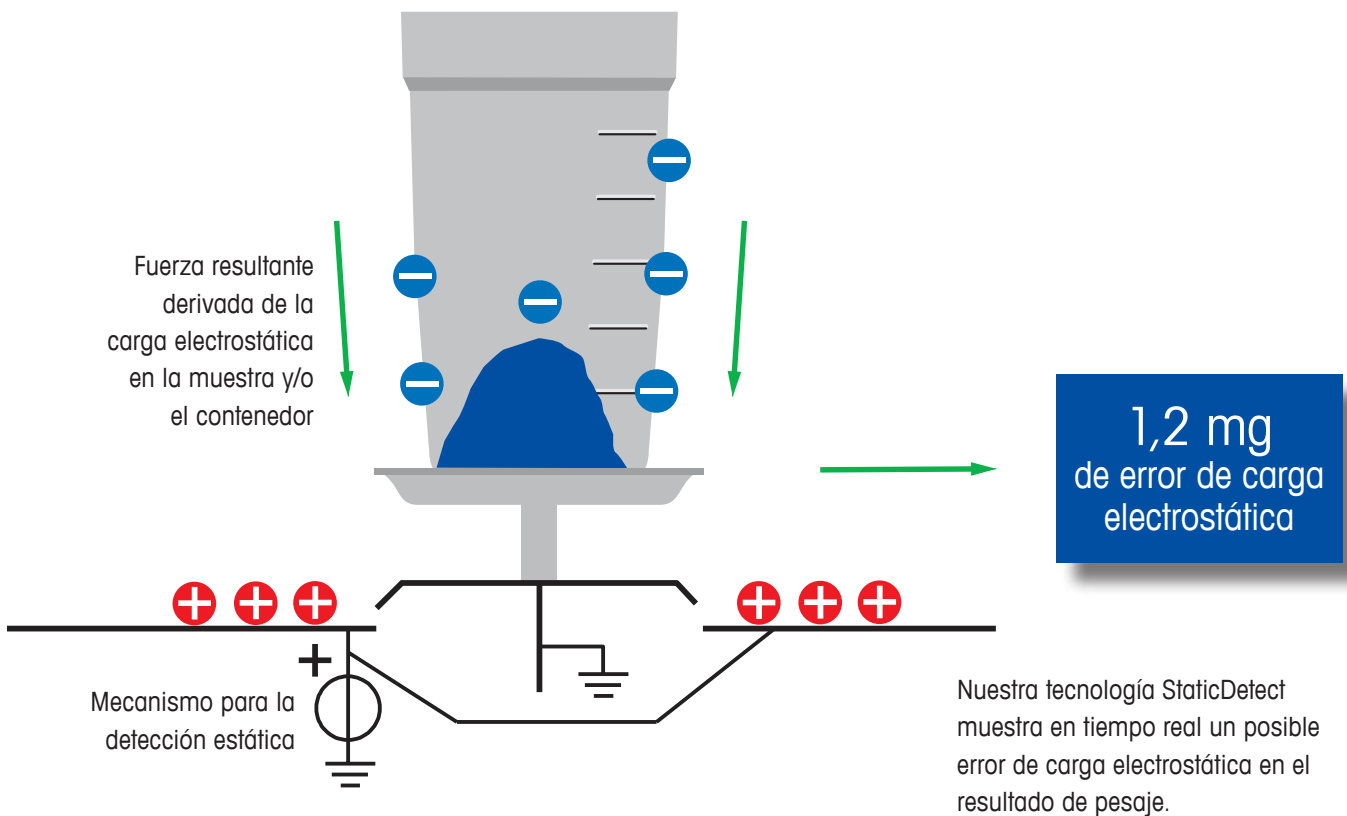 Fuerza resultante
derivada de la
carga electrostática
en la muestra y/o
el contenedor
1,2 mg
de error de carga
electrostática
Mecanismo para la
detección estática
Nuestra tecnología StaticDetect
muestra en tiempo real un posible
error de carga electrostática en el
resultado de pesaje.